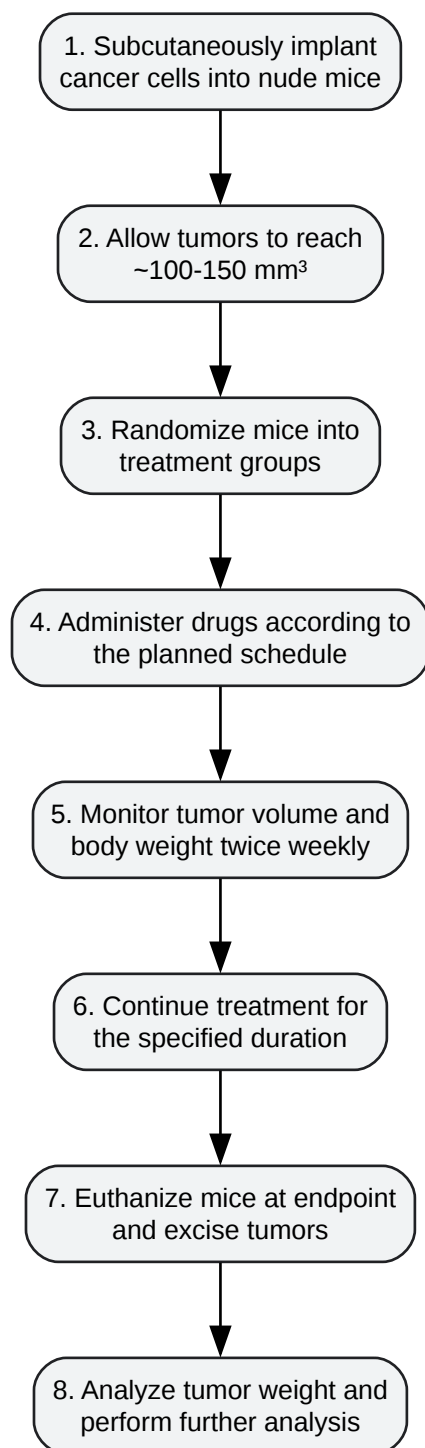 1. Subcutaneously implant
cancer cells into nude mice
2. Allow tumors to reach
~100-150 mm³
3. Randomize mice into
treatment groups
4. Administer drugs according to
the planned schedule
5. Monitor tumor volume and
body weight twice weekly
6. Continue treatment for
the specified duration
7. Euthanize mice at endpoint
and excise tumors
8. Analyze tumor weight and
perform further analysis